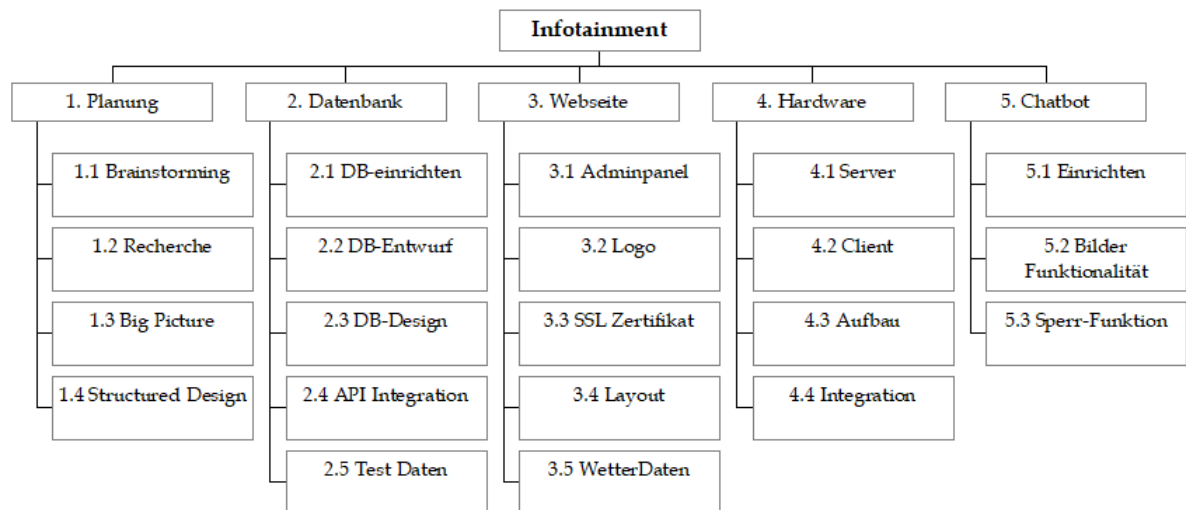 Infotainment
1. Planung
2. Datenbank
3. Webseite
4. Hardware
5. Chatbot
1.1 Brainstorming
1.2 Recherche
1.3 Big Picture
1.4 Structured Design
2.1 DB-einrichten
2.2 DB-Entwurf
2.3 DB-Design
2.4 API Integration
2.5 Test Daten
3.1 Adminpanel
3.2 Logo
3.3 SSL Zertifikat
3.4 Layout
3.5 WetterDaten
4.1 Server
4.2 Client
4.3 Aufbau
4.4 Integration
5.1 Einrichten
5.2 Bilder
Funktionalität
5.3 Sperr-Funktion